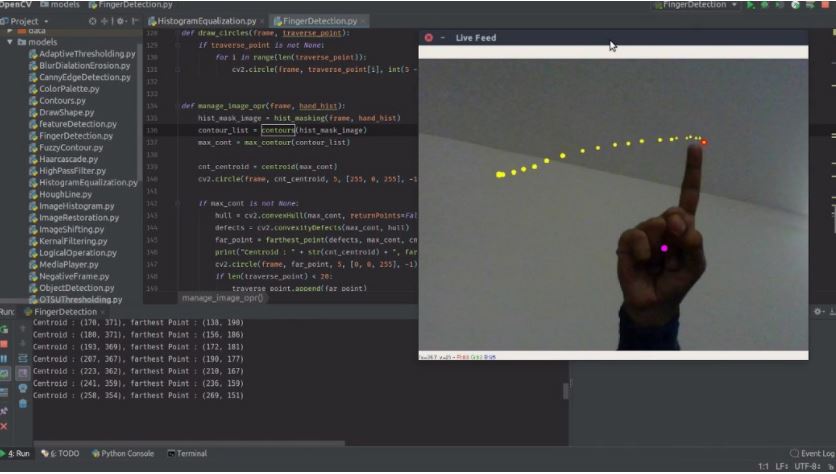 OpenCV
models
FingerDetection.py
FingerDetection
Project
HistogramEqualization.py
FingerDetection.py
data
models
AdaptiveThresholding.py
BlurDialationErosion.py
CannyEdgeDetection.py
ColorPalette.py
Contours.py
DrawShape.py
featureDetection.py
FingerDetection.py
FuzzyContour.py
Haarcascade.py
HighPassFilter.py
HistogramEqualization.py
HoughLine.py
ImageHistogram.py
ImageRestoration.py
ImageShifting.py
KernalFiltering.py
LogicalOperation.py
MediaPlayer.py
NegativeFrame.py
ObjectDetection.py
OTSUThresholding.py
128 def draw_circles(frame, traverse_point):
129 if traverse_point is not None:
130 for i in range(len(traverse_point)):
131 cv2.circle(frame, traverse_point[i], int(5 -
132
133
134 def manage_image_opr(frame, hand_hist):
135 hist_mask_image = hist_masking(frame, hand_hist)
136 contour_list = contours(hist_mask_image)
137 max_cont = max_contour(contour_list)
138
139 cnt_centroid = centroid(max_cont)
140 cv2.circle(frame, cnt_centroid, 5, [255, 0, 255], -1
141
142 if max_cont is not None:
143 hull = cv2.convexHull(max_cont, returnPoints=Fal
144 defects = cv2.convexityDefects(max_cont, hull)
145 far_point = farthest_point(defects, max_cont, cn
146 print("Centroid : " + str(cnt_centroid) + ", far
147 cv2.circle(frame, far_point, 5, [0, 0, 255], -1)
148 if len(traverse_point) < 20:
149 traverse_point.append(far_point)
manage_image_opr()
Live Feed
Run: FingerDetection
Centroid : (170, 371), farthest Point : (138, 190)
Centroid : (180, 371), farthest Point : (156, 186)
Centroid : (193, 369), farthest Point : (172, 181)
Centroid : (207, 367), farthest Point : (190, 177)
Centroid : (223, 362), farthest Point : (210, 167)
Centroid : (241, 359), farthest Point : (236, 159)
Centroid : (258, 354), farthest Point : (269, 151)
4: Run
6: TODO
Python Console
Terminal
Event Log
1:1 LF÷ UTF-8÷